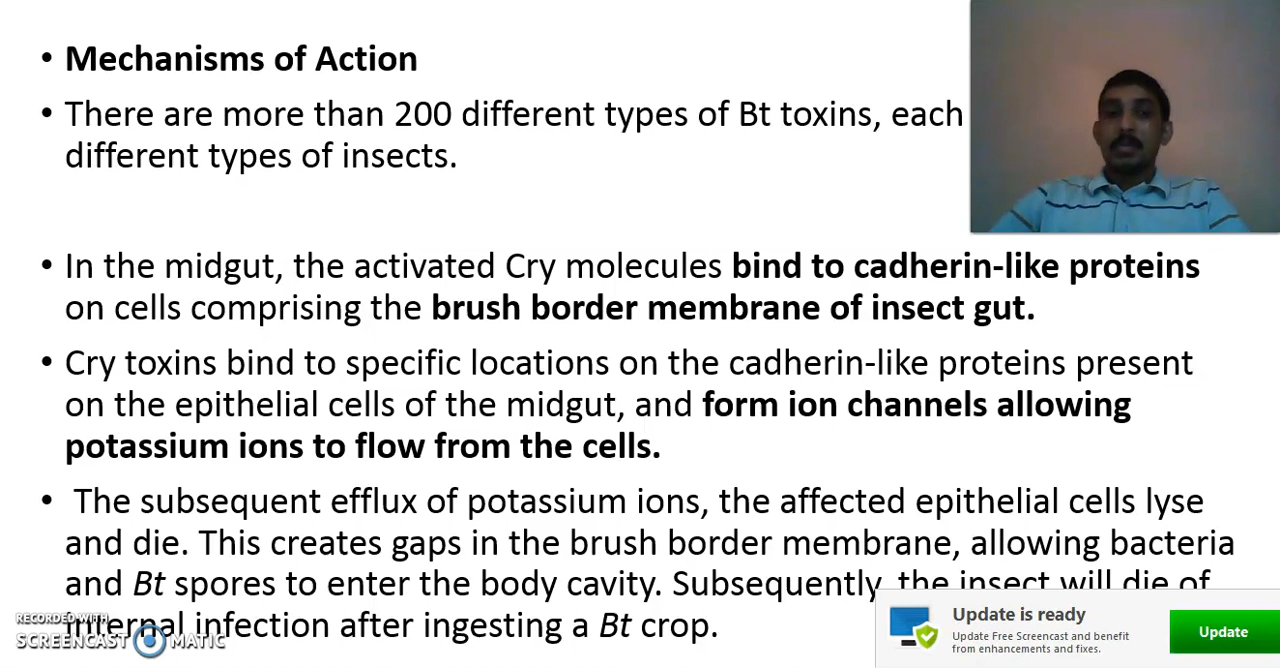 • Mechanisms of Action
• There are more than 200 different types of Bt toxins, each
different types of insects.
• In the midgut, the activated Cry molecules bind to cadherin-like proteins
on cells comprising the brush border membrane of insect gut.
• Cry toxins bind to specific locations on the cadherin-like proteins present
on the epithelial cells of the midgut, and form ion channels allowing
potassium ions to flow from the cells.
• The subsequent efflux of potassium ions, the affected epithelial cells lyse
and die. This creates gaps in the brush border membrane, allowing bacteria
and Bt spores to enter the body cavity. Subsequently, the insect will die of
internal infection after ingesting a Bt crop.
RECORDED WITH
SCREENCAST MATIC
Update is ready
Update Free Screencast and benefit
from enhancements and fixes.
Update